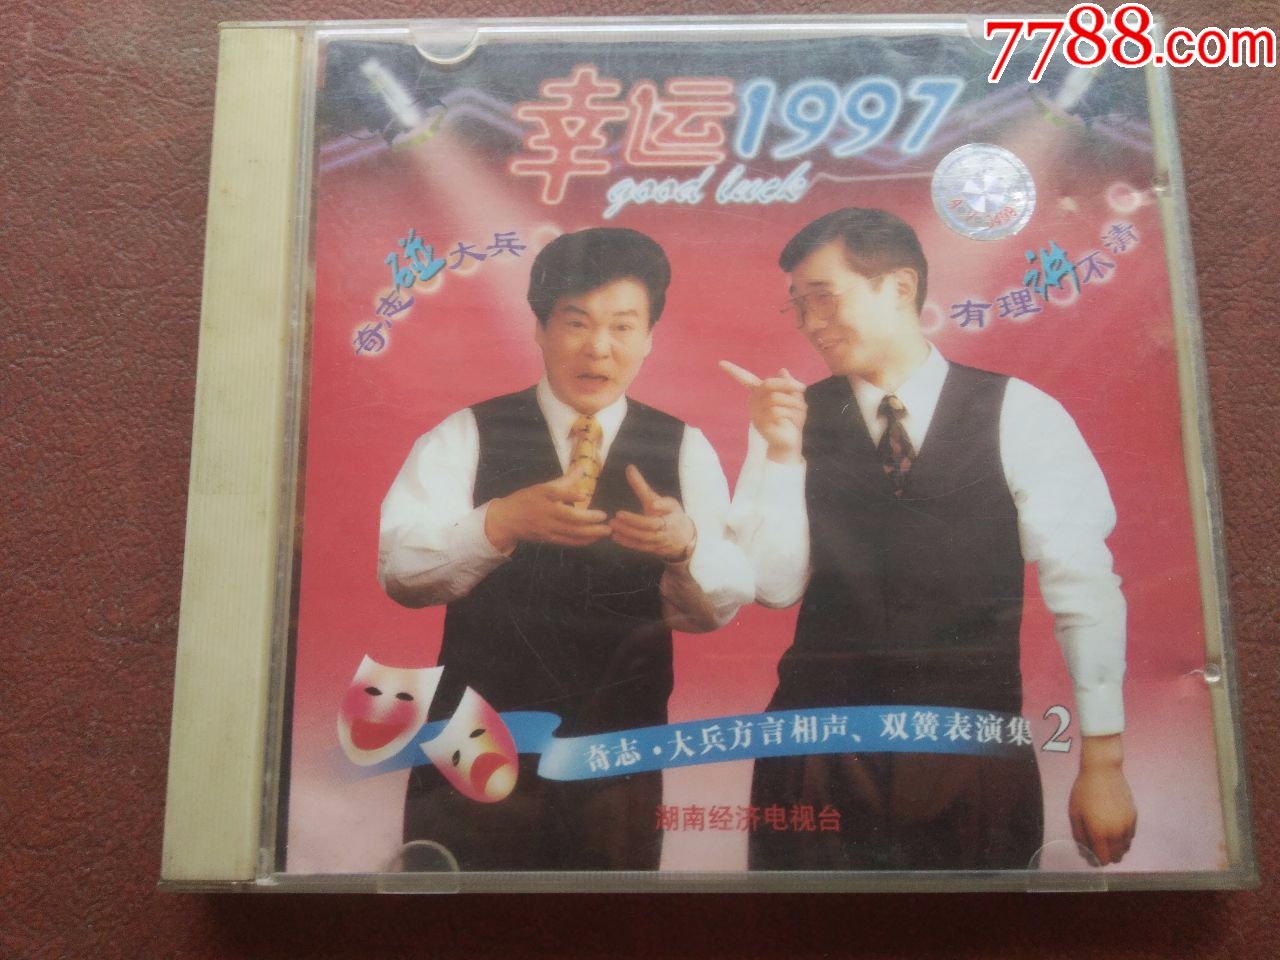 7788.com
幸运1997
good luck
奇志碰大兵
有理讲不清
奇志·大兵方言相声、双簧表演集2
湖南经济电视台